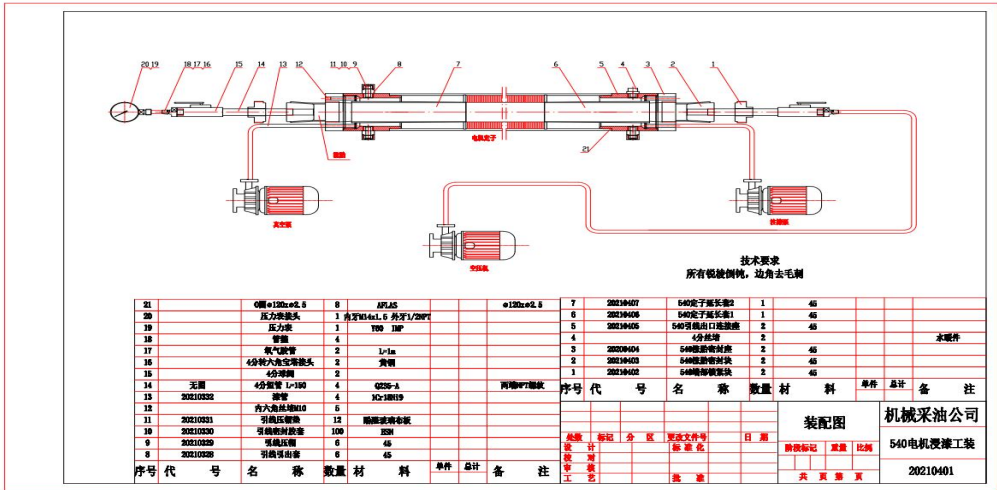 20 19
18 17 16
15
14
13
12
11 10 9
8
7
6
5
4
3
2
1
电机定子
21
真空泵
空压机
技术要求
所有锐棱倒钝，边角去毛刺
21 O圈φ120xφ2.5 8 AFLAS φ120xφ2.5
20 压力表接头 1 内牙M14x1.5 外牙1/2NPT
19 压力表 1 Y60 1MP
18 管箍 4
17 氧气胶管 2 L=1m
16 4分转六角宝塔接头 2 黄铜
15 4分球阀 2
14 无图 4分短管 L=150 4 Q235-A 两端NPT螺纹
13 20210332 漆管 4 1Cr18Ni9
12 内六角丝堵M10 5
11 20210331 引线压帽垫 12 酚醛玻璃布板
10 20210330 引线密封胶套 100
9 20210329 引线压帽 6 45
8 20210328 引线引出套 6 45
序号 代号 名称 数量 材料 单件 总计 备注
7 20210407 540定子延长套2 1 45
6 20210406 540定子延长套1 1 45
5 20210405 540引线出口连接座 2 45
4 4分丝堵 2 水暖件
3 20200404 540橡胶密封座 2 45
2 20210403 540橡胶密封块 2 45
1 20210402 540端部锁紧块 2 45
序号 代号 名称 数量 材料 单件 总计 备注
处数 标记 分区 更改文件号 日期
设计 标准化
校对
审核
工艺 批准
装配图
阶段标记 重量 比例
共 页 第 页
机械采油公司
540电机浸漆工装
20210401